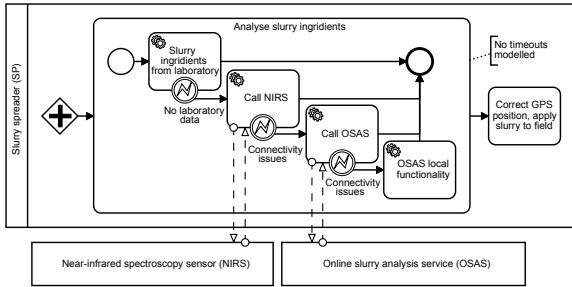 Slurry spreader (SP)
Analyse slurry ingridients
Slurry
ingridients
from laboratory
No laboratory
data
Call NIRS
Connectivity
issues
Call OSAS
Connectivity
issues
OSAS local
functionality
No timeouts
modelled
Correct GPS
position, apply
slurry to field
Near-infrared spectroscopy sensor (NIRS)
Online slurry analysis service (OSAS)